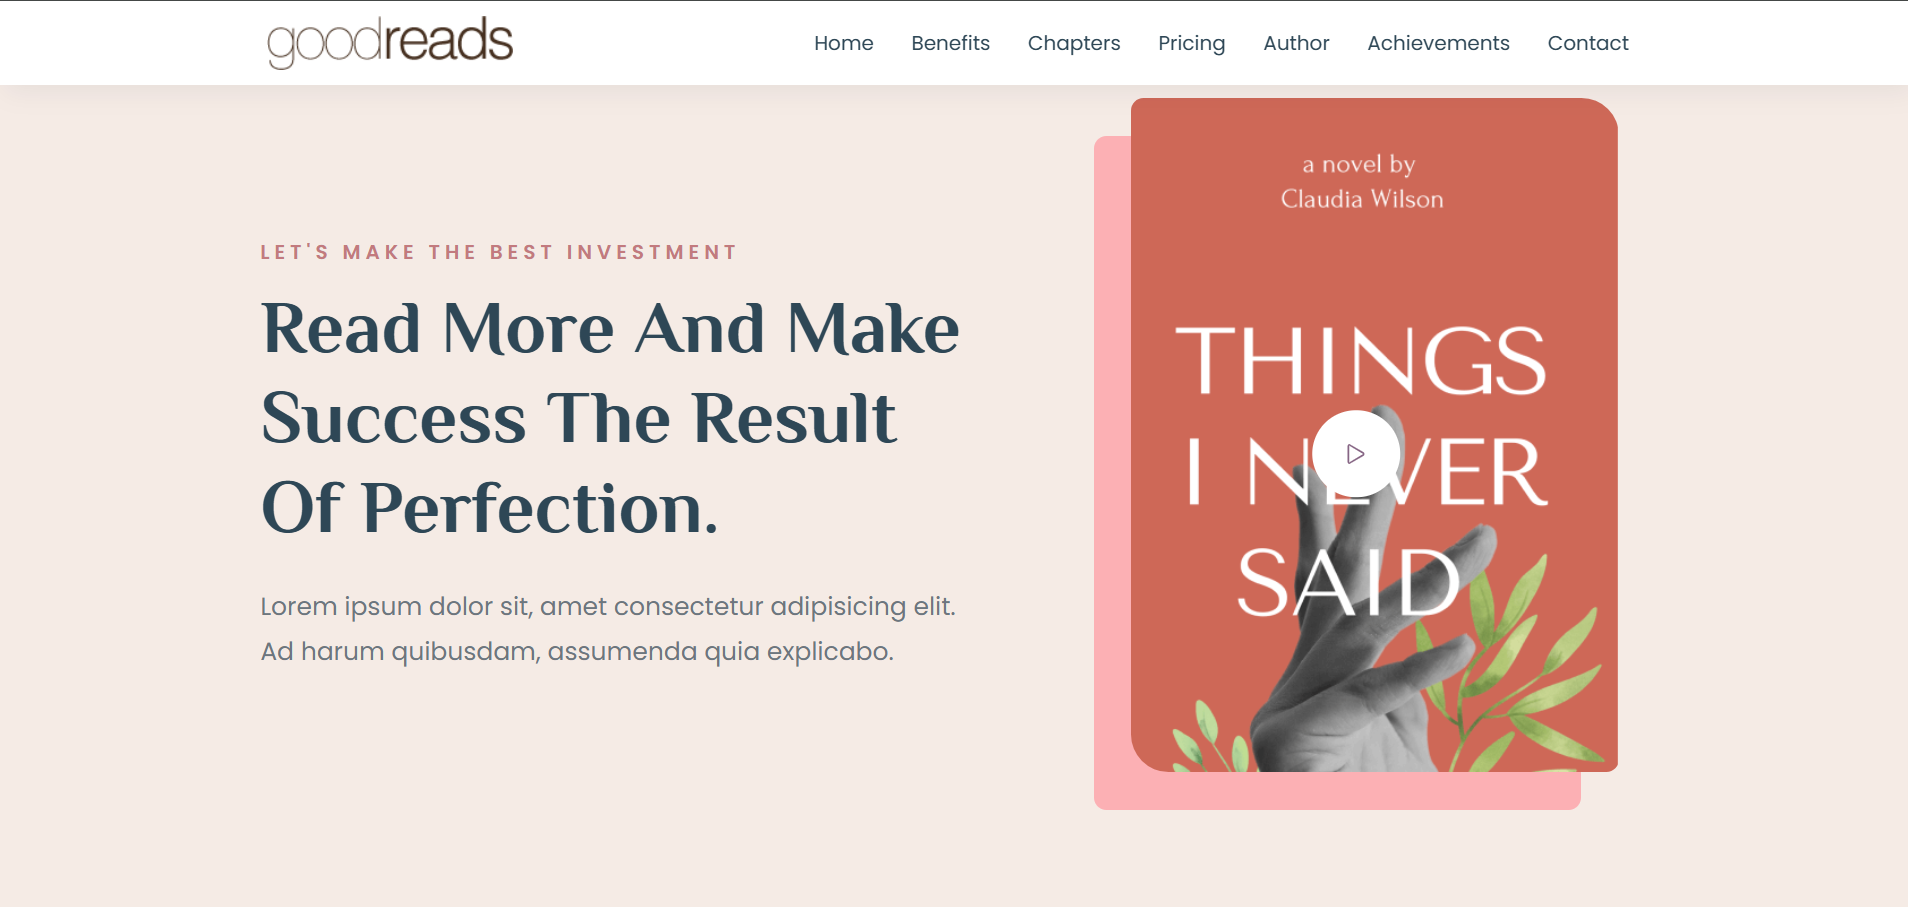 goodreads
Home Benefits Chapters Pricing Author Achievements Contact
LET'S MAKE THE BEST INVESTMENT
Read More And Make
Success The Result
Of Perfection.
Lorem ipsum dolor sit, amet consectetur adipisicing elit.
Ad harum quibusdam, assumenda quia explicabo.
a novel by
Claudia Wilson
THINGS
I NEVER
SAID